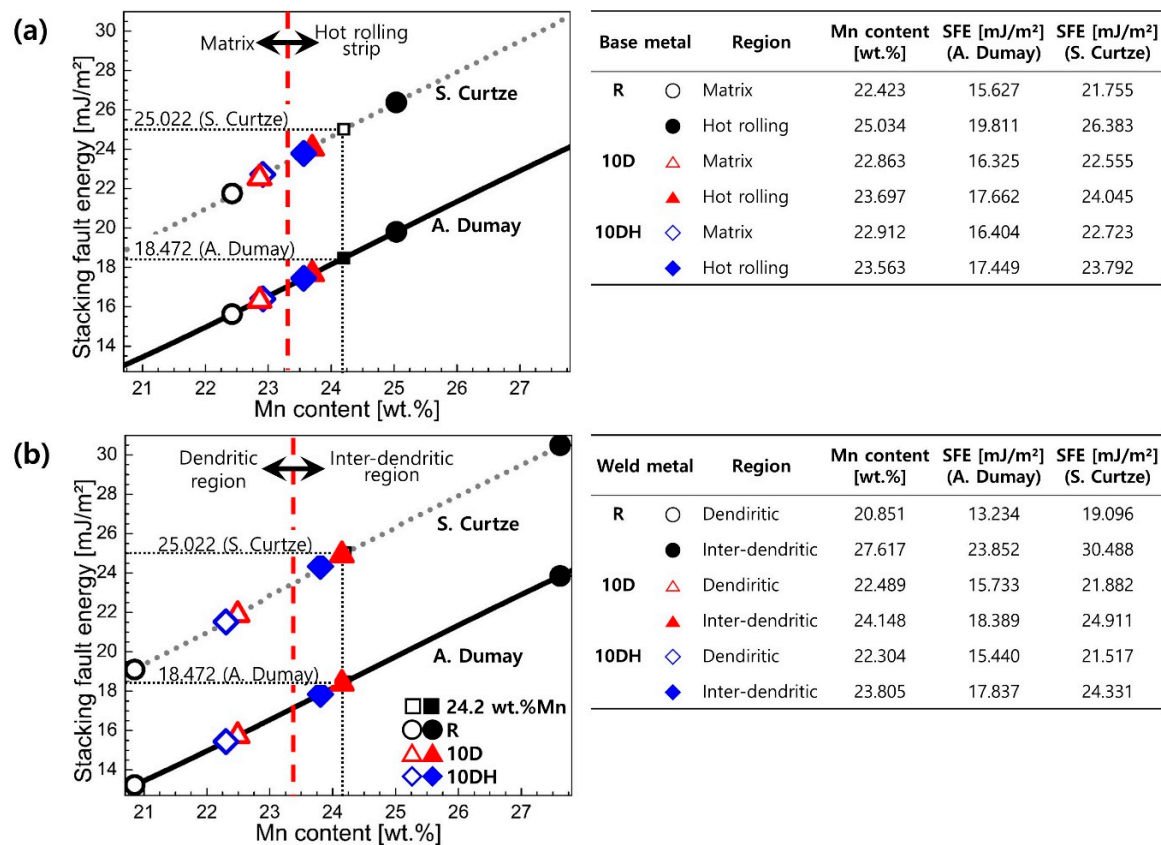 (a)
Stacking fault energy [mJ/m²]
30
28
26
24
22
20
18
16
14
Matrix
Hot rolling
strip
S. Curtze
25.022 (S. Curtze)
A. Dumay
18.472 (A. Dumay)
21 22 23 24 25 26 27
Mn content [wt.%]
Base metal Region Mn content [wt.%] SFE [mJ/m²] (A. Dumay) SFE [mJ/m²] (S. Curtze)
R Matrix 22.423 15.627 21.755
Hot rolling 25.034 19.811 26.383
10D Matrix 22.863 16.325 22.555
Hot rolling 23.697 17.662 24.045
10DH Matrix 22.912 16.404 22.723
Hot rolling 23.563 17.449 23.792
(b)
Stacking fault energy [mJ/m²]
30
28
26
24
22
20
18
16
14
Dendritic
region
Inter-dendritic
region
S. Curtze
25.022 (S. Curtze)
A. Dumay
18.472 (A. Dumay)
24.2 wt.%Mn
R
10D
10DH
21 22 23 24 25 26 27
Mn content [wt.%]
Weld metal Region Mn content [wt.%] SFE [mJ/m²] (A. Dumay) SFE [mJ/m²] (S. Curtze)
R Dendiritic 20.851 13.234 19.096
Inter-dendritic 27.617 23.852 30.488
10D Dendiritic 22.489 15.733 21.882
Inter-dendritic 24.148 18.389 24.911
10DH Dendiritic 22.304 15.440 21.517
Inter-dendritic 23.805 17.837 24.331